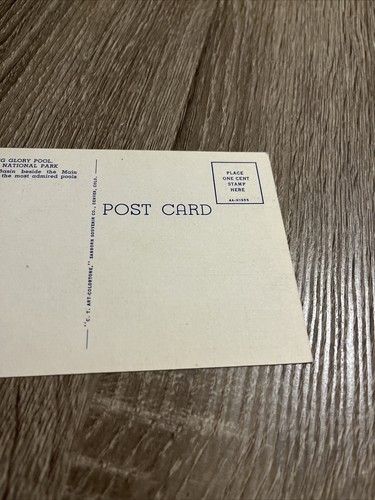 G GLORY POOL,
NATIONAL PARK
Basin beside the Main
the most admired pools
"C. T. ART-COLORTONE," SANBORN SOUVENIR CO., DENVER, COLO.
POST CARD
PLACE
ONE CENT
STAMP
HERE